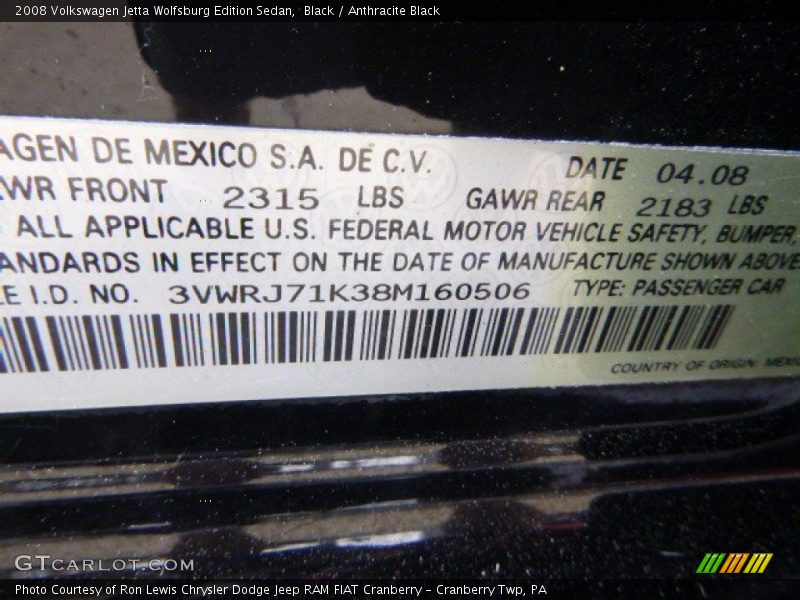 2008 Volkswagen Jetta Wolfsburg Edition Sedan, Black / Anthracite Black
AGEN DE MEXICO S.A. DE C.V. DATE 04.08
WR FRONT 2315 LBS GAWR REAR 2183 LBS
ALL APPLICABLE U.S. FEDERAL MOTOR VEHICLE SAFETY, BUMPER,
ANDARDS IN EFFECT ON THE DATE OF MANUFACTURE SHOWN ABOVE
E I.D. NO. 3VWRJ71K38M160506 TYPE: PASSENGER CAR
COUNTRY OF ORIGIN: MEXIC
GTCARLOT.COM
Photo Courtesy of Ron Lewis Chrysler Dodge Jeep RAM FIAT Cranberry - Cranberry Twp, PA